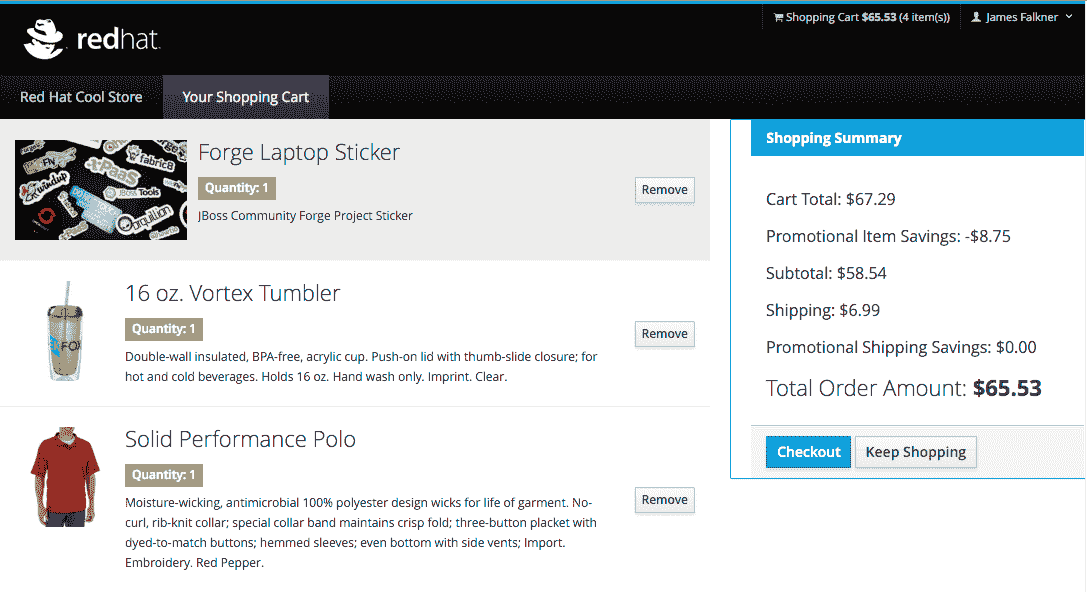 Shopping Cart $65.53 (4 item(s))
James Falkner
redhat.
Red Hat Cool Store
Your Shopping Cart
Forge Laptop Sticker
Quantity: 1
JBoss Community Forge Project Sticker
Remove
Fly
fabric8
xPaaS
windup
JBoss Tools
arquillian
16 oz. Vortex Tumbler
Quantity: 1
Double-wall insulated, BPA-free, acrylic cup. Push-on lid with thumb-slide closure; for
hot and cold beverages. Holds 16 oz. Hand wash only. Imprint. Clear.
Remove
Solid Performance Polo
Quantity: 1
Moisture-wicking, antimicrobial 100% polyester design wicks for life of garment. No-
curl, rib-knit collar; special collar band maintains crisp fold; three-button placket with
dyed-to-match buttons; hemmed sleeves; even bottom with side vents; Import.
Embroidery. Red Pepper.
Remove
Shopping Summary
Cart Total: $67.29
Promotional Item Savings: -$8.75
Subtotal: $58.54
Shipping: $6.99
Promotional Shipping Savings: $0.00
Total Order Amount: $65.53
Checkout
Keep Shopping